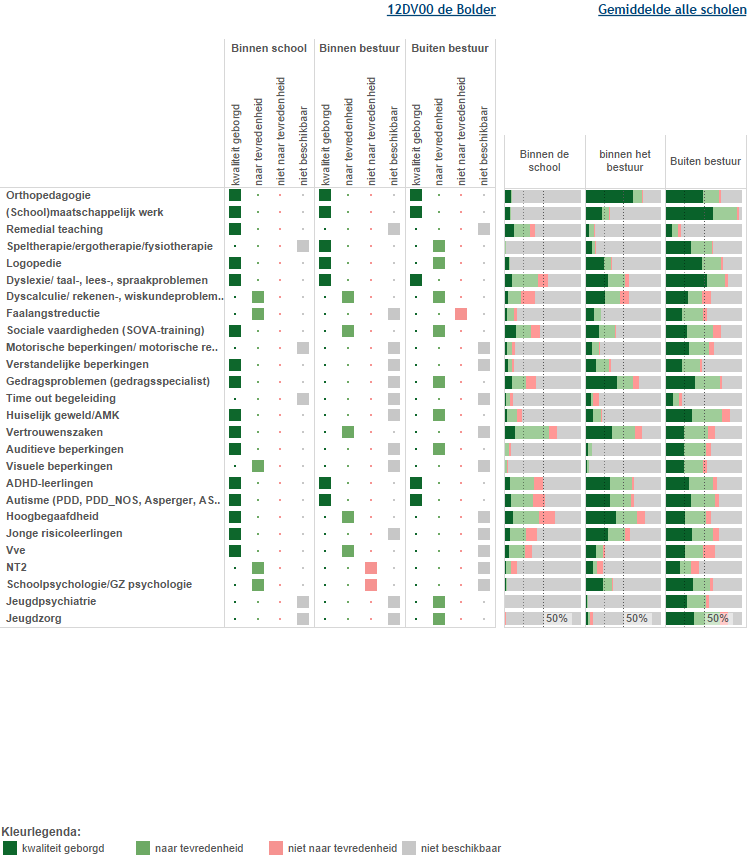 12DV00 de Bolder Gemiddelde alle scholen
Binnen school Binnen bestuur Buiten bestuur
kwaliteit geborgd naar tevredenheid niet naar tevredenheid niet beschikbaar kwaliteit geborgd naar tevredenheid niet naar tevredenheid niet beschikbaar kwaliteit geborgd naar tevredenheid niet naar tevredenheid niet beschikbaar
Binnen de school binnen het bestuur Buiten bestuur
Orthopedagogie
(School)maatschappelijk werk
Remedial teaching
Speltherapie/ergotherapie/fysiotherapie
Logopedie
Dyslexie/ taal-, lees-, spraakproblemen
Dyscalculie/ rekenen-, wiskundeproblem..
Faalangstreductie
Sociale vaardigheden (SOVA-training)
Motorische beperkingen/ motorische re..
Verstandelijke beperkingen
Gedragsproblemen (gedragsspecialist)
Time out begeleiding
Huiselijk geweld/AMK
Vertrouwenszaken
Auditieve beperkingen
Visuele beperkingen
ADHD-leerlingen
Autisme (PDD, PDD_NOS, Asperger, AS..
Hoogbegaafdheid
Jonge risicoleerlingen
Vve
NT2
Schoolpsychologie/GZ psychologie
Jeugdpsychiatrie
Jeugdzorg 50% 50% 50%
Kleurlegenda:
kwaliteit geborgd naar tevredenheid niet naar tevredenheid niet beschikbaar